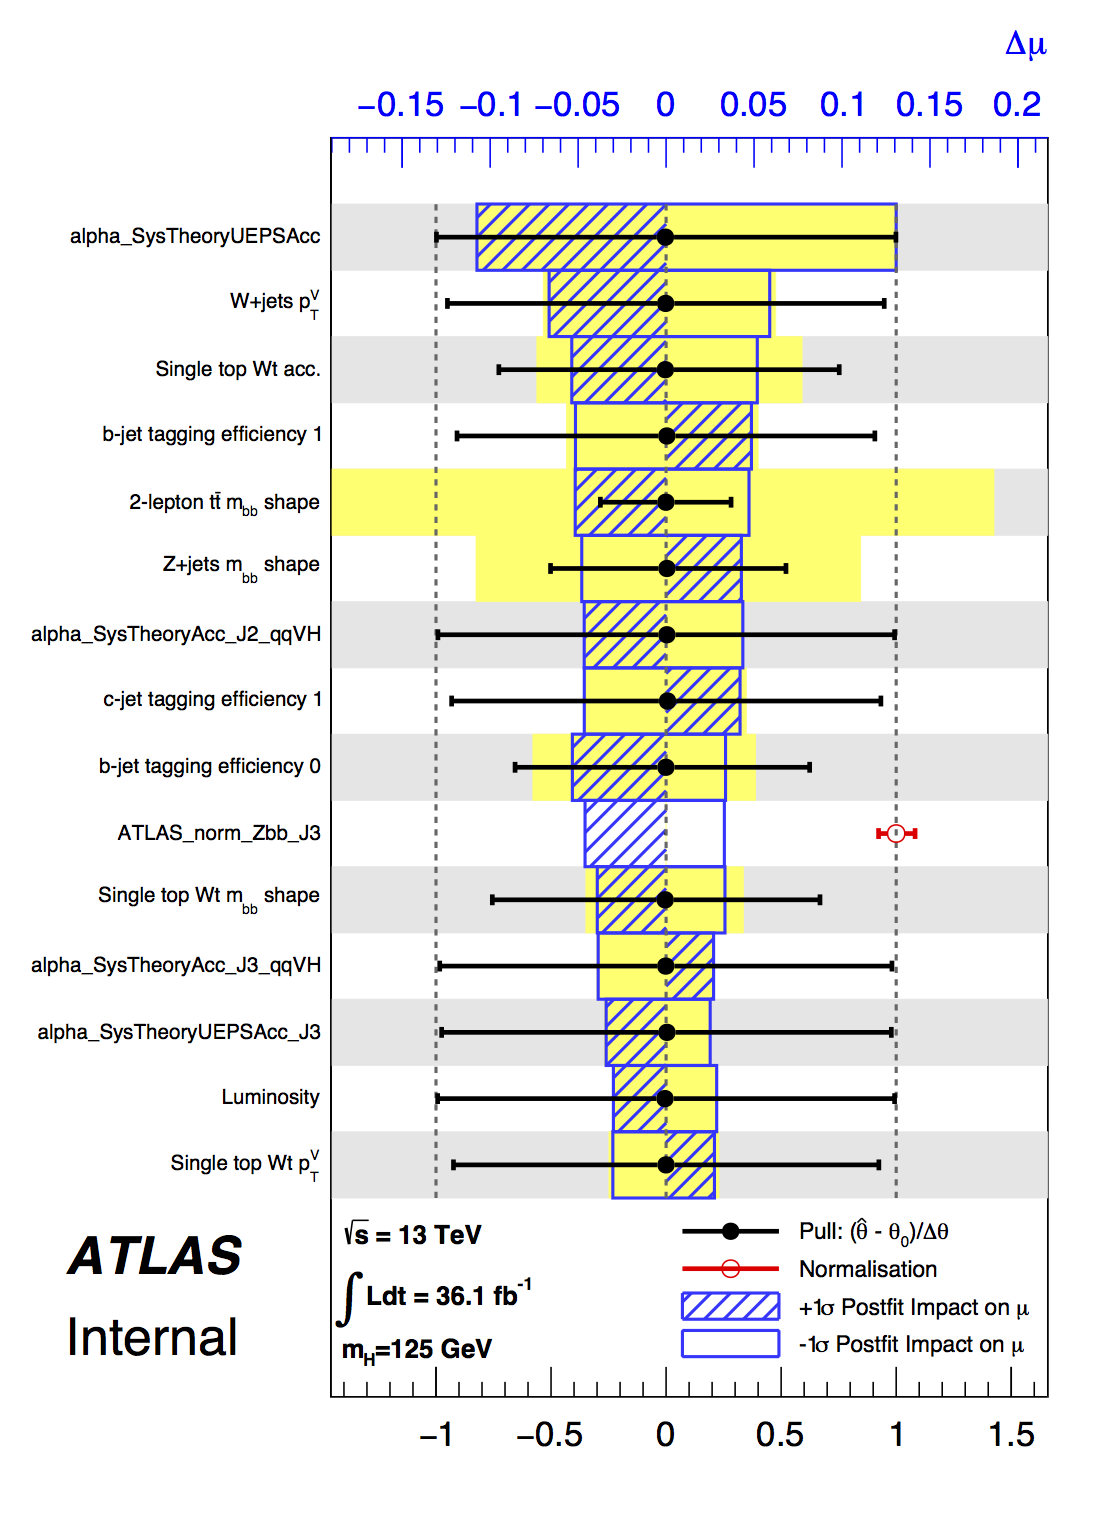 Δμ
−0.15 −0.1 −0.05 0 0.05 0.1 0.15 0.2
alpha_SysTheoryUEPSAcc
W+jets p_T^V
Single top Wt acc.
b-jet tagging efficiency 1
2-lepton tt̄ m_bb shape
Z+jets m_bb shape
alpha_SysTheoryAcc_J2_qqVH
c-jet tagging efficiency 1
b-jet tagging efficiency 0
ATLAS_norm_Zbb_J3
Single top Wt m_bb shape
alpha_SysTheoryAcc_J3_qqVH
alpha_SysTheoryUEPSAcc_J3
Luminosity
Single top Wt p_T^V
ATLAS
Internal
√s = 13 TeV
∫ Ldt = 36.1 fb⁻¹
m_H=125 GeV
Pull: (θ̂ - θ₀)/Δθ
Normalisation
+1σ Postfit Impact on μ
-1σ Postfit Impact on μ
−1 −0.5 0 0.5 1 1.5